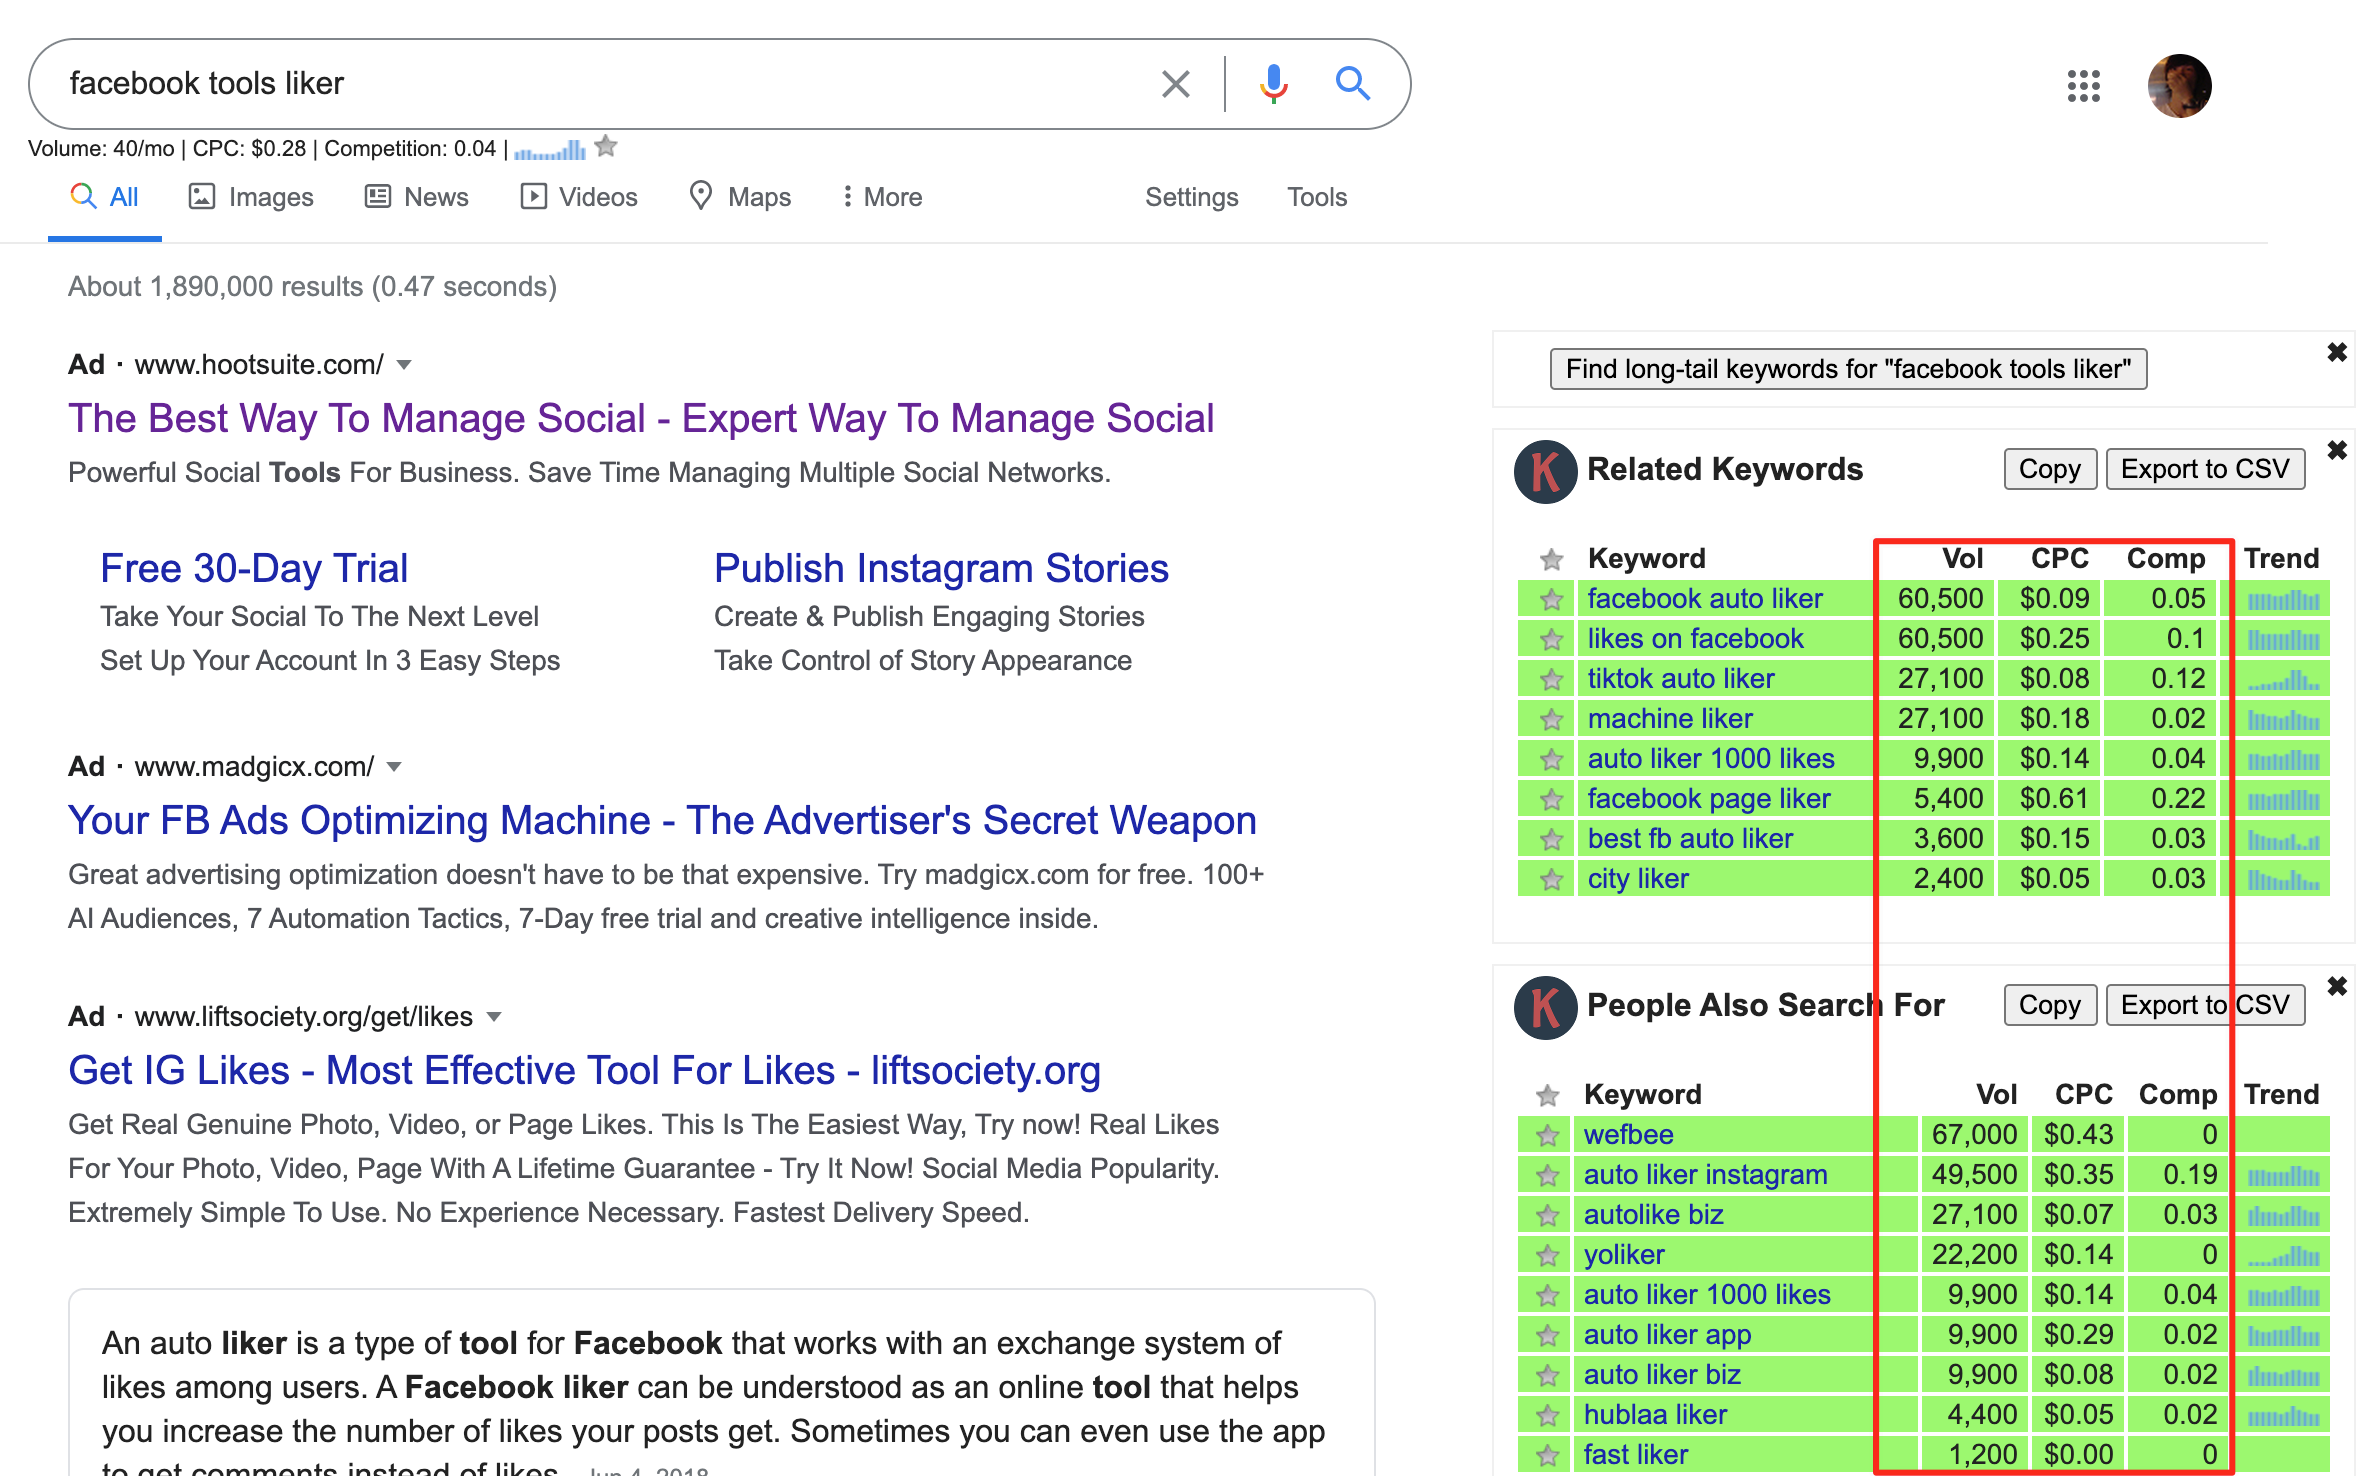 facebook tools liker
Volume: 40/mo | CPC: $0.28 | Competition: 0.04 |
All Images News Videos Maps More Settings Tools
About 1,890,000 results (0.47 seconds)
Ad · www.hootsuite.com/
The Best Way To Manage Social - Expert Way To Manage Social
Powerful Social Tools For Business. Save Time Managing Multiple Social Networks.
Free 30-Day Trial
Take Your Social To The Next Level
Set Up Your Account In 3 Easy Steps
Publish Instagram Stories
Create & Publish Engaging Stories
Take Control of Story Appearance
Ad · www.madgicx.com/
Your FB Ads Optimizing Machine - The Advertiser's Secret Weapon
Great advertising optimization doesn't have to be that expensive. Try madgicx.com for free. 100+
AI Audiences, 7 Automation Tactics, 7-Day free trial and creative intelligence inside.
Ad · www.liftsociety.org/get/likes
Get IG Likes - Most Effective Tool For Likes - liftsociety.org
Get Real Genuine Photo, Video, or Page Likes. This Is The Easiest Way, Try now! Real Likes
For Your Photo, Video, Page With A Lifetime Guarantee - Try It Now! Social Media Popularity.
Extremely Simple To Use. No Experience Necessary. Fastest Delivery Speed.
An auto liker is a type of tool for Facebook that works with an exchange system of
likes among users. A Facebook liker can be understood as an online tool that helps
you increase the number of likes your posts get. Sometimes you can even use the app
to get comments instead of likes. Jun 4, 2018
Find long-tail keywords for "facebook tools liker"
K Related Keywords Copy Export to CSV
Keyword Vol CPC Comp Trend
facebook auto liker 60,500 $0.09 0.05
likes on facebook 60,500 $0.25 0.1
tiktok auto liker 27,100 $0.08 0.12
machine liker 27,100 $0.18 0.02
auto liker 1000 likes 9,900 $0.14 0.04
facebook page liker 5,400 $0.61 0.22
best fb auto liker 3,600 $0.15 0.03
city liker 2,400 $0.05 0.03
K People Also Search For Copy Export to CSV
Keyword Vol CPC Comp Trend
wefbee 67,000 $0.43 0
auto liker instagram 49,500 $0.35 0.19
autolike biz 27,100 $0.07 0.03
yoliker 22,200 $0.14 0
auto liker 1000 likes 9,900 $0.14 0.04
auto liker app 9,900 $0.29 0.02
auto liker biz 9,900 $0.08 0.02
hublaa liker 4,400 $0.05 0.02
fast liker 1,200 $0.00 0